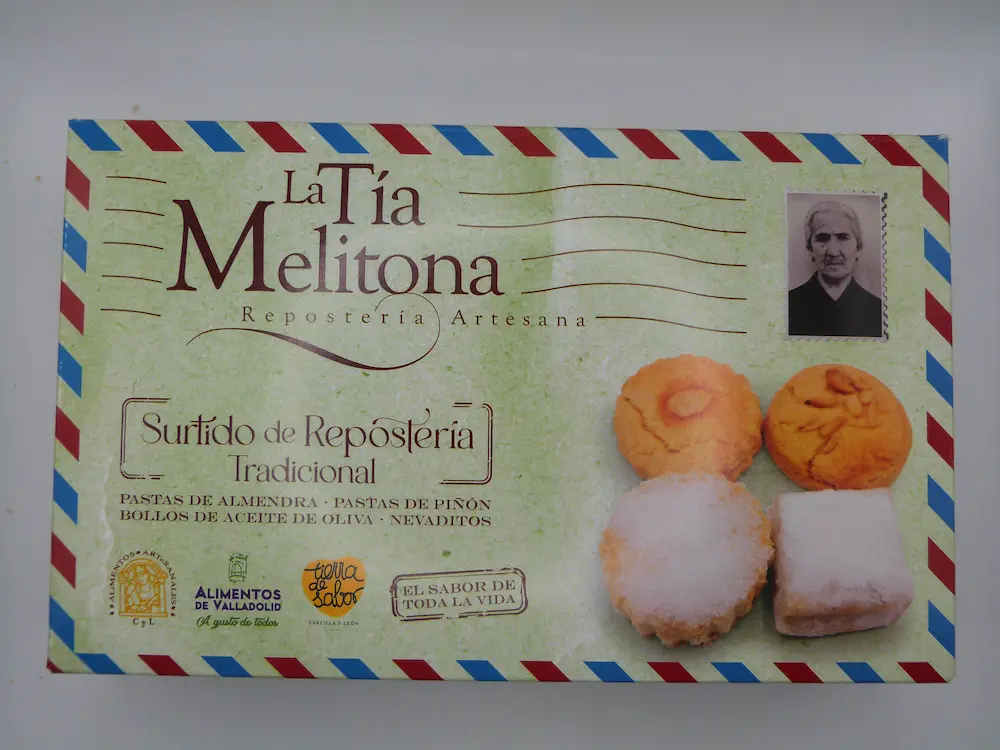 La Tía
Melitona
Repostería Artesana
Surtido de Repostería
Tradicional
PASTAS DE ALMENDRA · PASTAS DE PIÑÓN
BOLLOS DE ACEITE DE OLIVA · NEVADITOS
ALIMENTOS ARTESANALES
CyL
ALIMENTOS
DE VALLADOLID
¡A gusto de todos
tierra
de
sabor
CASTILLA Y LEÓN
EL SABOR DE
TODA LA VIDA